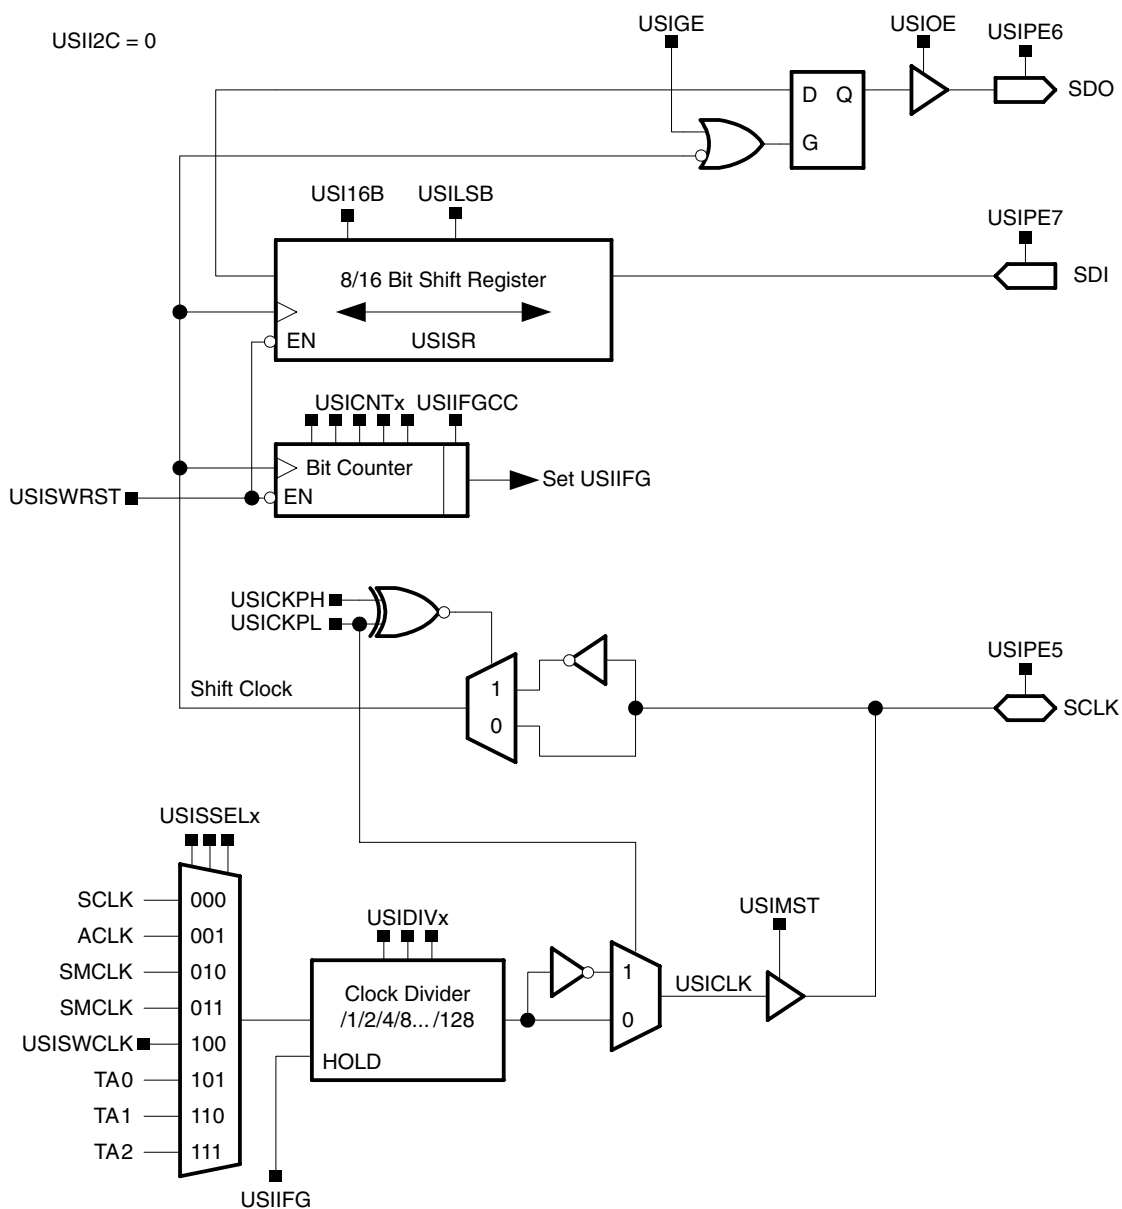 USII2C = 0
USIGE
USIOE
USIPE6
D Q
SDO
G
USI16B
USILSB
USIPE7
8/16 Bit Shift Register
SDI
EN
USISR
USICNTx
USIIFGCC
Bit Counter
Set USIIFG
USISWRST
EN
USICKPH
USICKPL
USIPE5
Shift Clock
1
0
SCLK
USISSELx
SCLK
000
ACLK
001
SMCLK
010
SMCLK
011
USISWCLK
100
TA0
101
TA1
110
TA2
111
USIDIVx
Clock Divider
/1/2/4/8... /128
HOLD
1
0
USICLK
USIMST
USIIFG